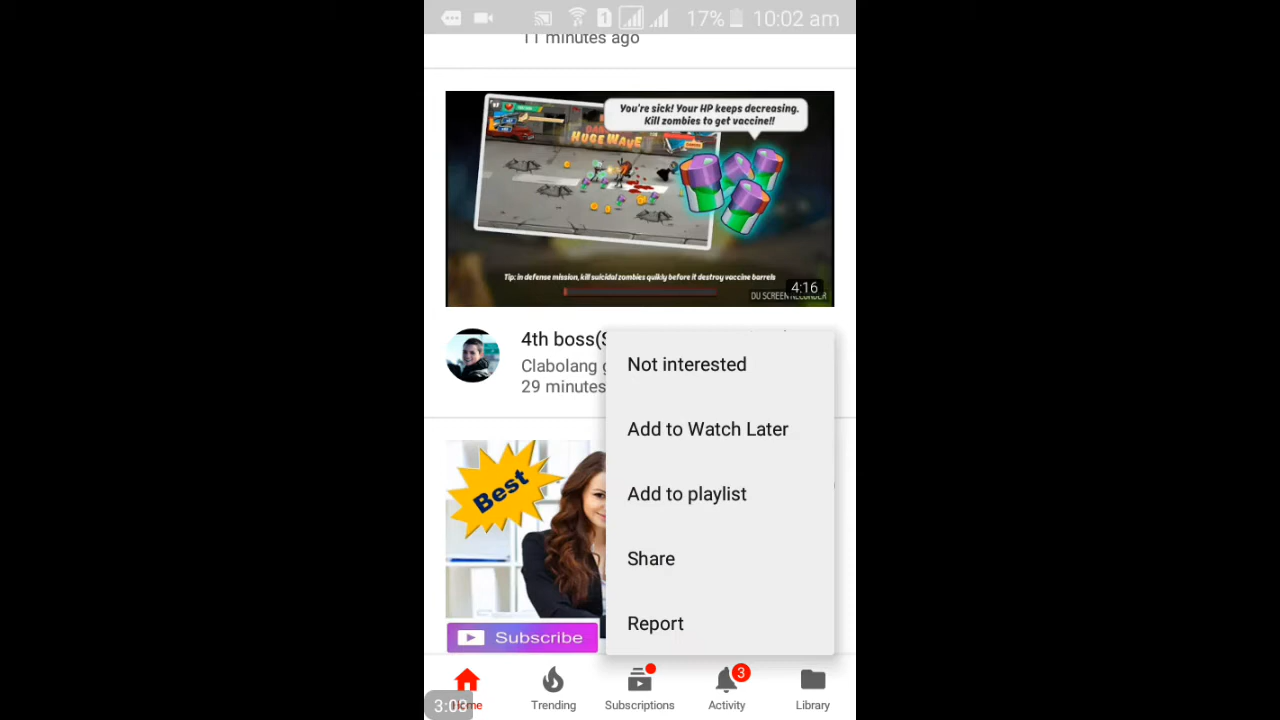 1 17% 10:02 am
11 minutes ago
You're sick! Your HP keeps decreasing.
Kill zombies to get vaccine!!
HUGE WAVE
Tip: in defense mission, kill suicidal zombies quikly before it destroy vaccine barrels
4:16
DU SCREEN RECORDER
4th boss(S
Clabolang g
29 minutes
Not interested
Add to Watch Later
Add to playlist
Share
Report
Best
Subscribe
3
Home Trending Subscriptions Activity Library
3:03